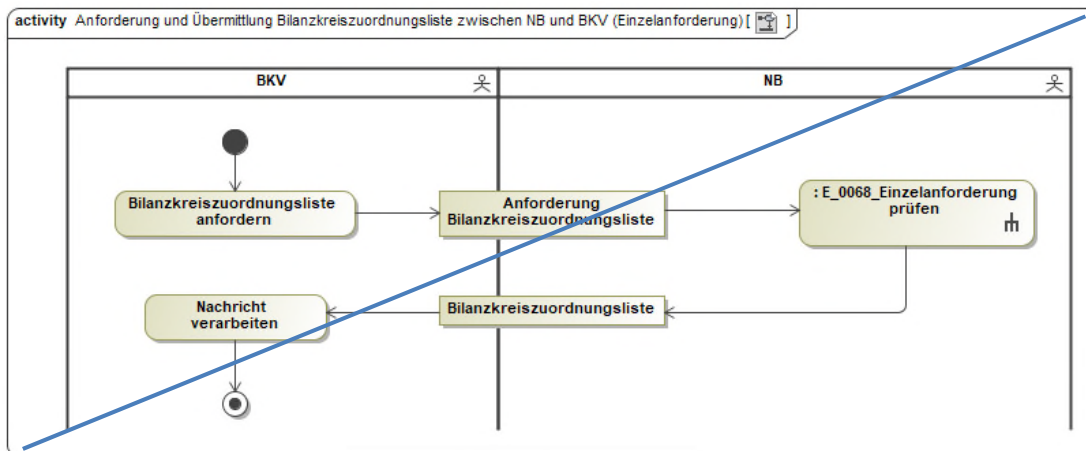 activity Anforderung und Übermittlung Bilanzkreiszuordnungsliste zwischen NB und BKV (Einzelanforderung) [ ]
BKV
NB
Bilanzkreiszuordnungsliste
anfordern
Anforderung
Bilanzkreiszuordnungsliste
: E_0068_Einzelanforderung
prüfen
Nachricht
verarbeiten
Bilanzkreiszuordnungsliste